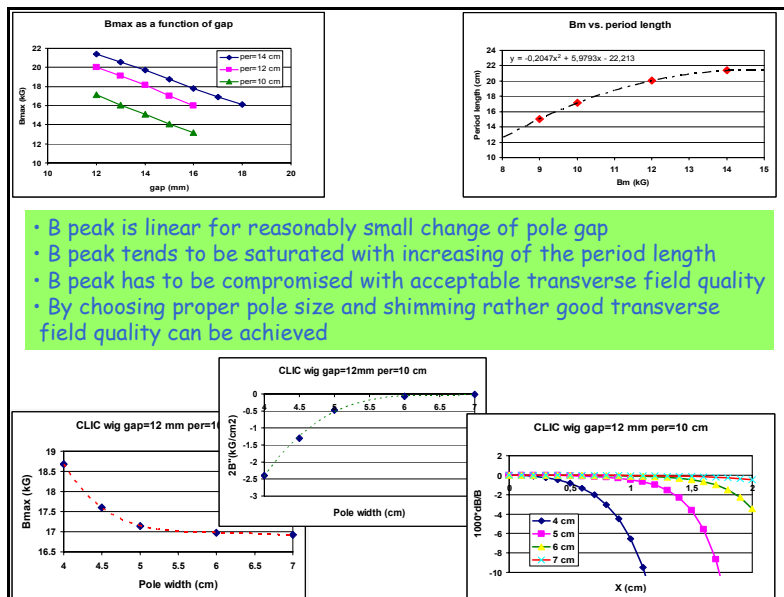 Bmax as a function of gap
Bmax (kG)
22
20
18
16
14
12
10
10 12 14 16 18 20
gap (mm)
per=14 cm
per=12 cm
per=10 cm
Bm vs. period length
y = -0,2047x² + 5,9793x - 22,213
Period length (cm)
24
22
20
18
16
14
12
10
8 9 10 11 12 13 14 15
Bm (kG)
• B peak is linear for reasonably small change of pole gap
• B peak tends to be saturated with increasing of the period length
• B peak has to be compromised with acceptable transverse field quality
• By choosing proper pole size and shimming rather good transverse
field quality can be achieved
CLIC wig gap=12mm per=10 cm
2B"(kG/cm2)
0
-0.5
-1
-1.5
-2
-2.5
-3
4 4.5 5 5.5 6 6.5 7
Pole width (cm)
CLIC wig gap=12 mm per=10
Bmax (kG)
19
18.5
18
17.5
17
16.5
4 4.5 5 5.5 6 6.5 7
Pole width (cm)
CLIC wig gap=12 mm per=10 cm
1000*dB/B
2
0
-2
-4
-6
-8
-10
0 0,5 1 1,5 2
4 cm
5 cm
6 cm
7 cm
X (cm)